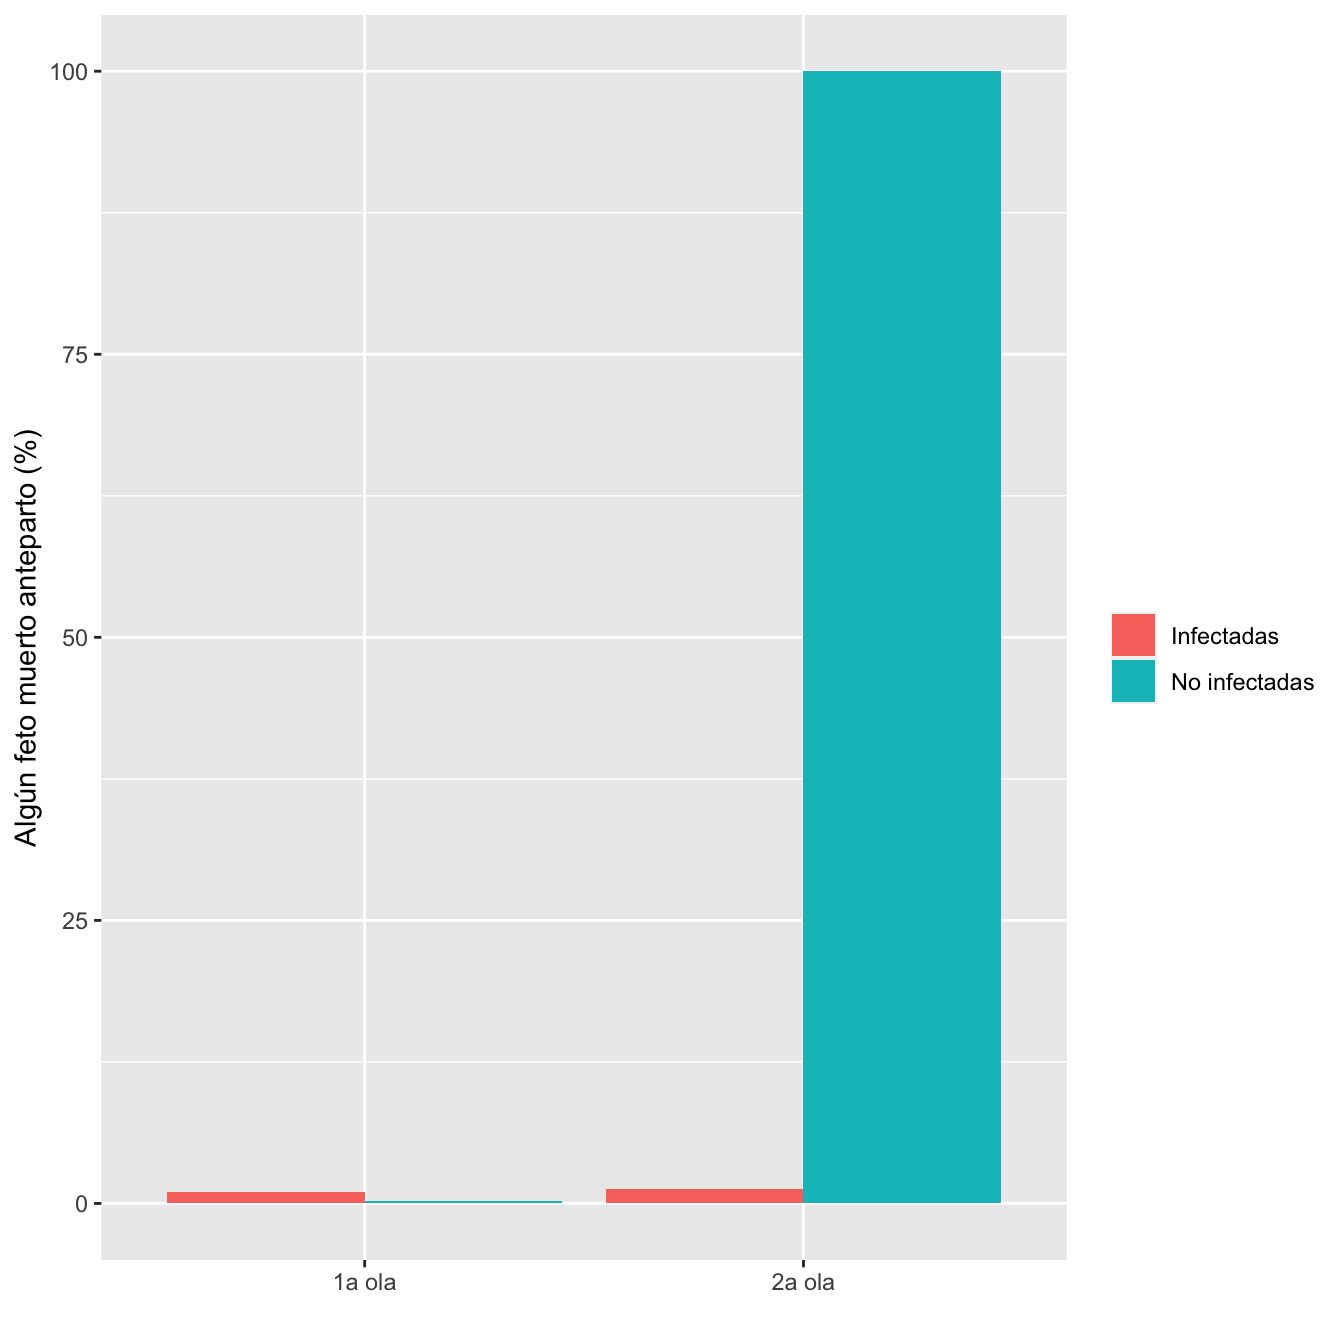 Algún feto muerto anteparto (%)
100
75
50
25
0
1a ola
2a ola
Infectadas
No infectadas